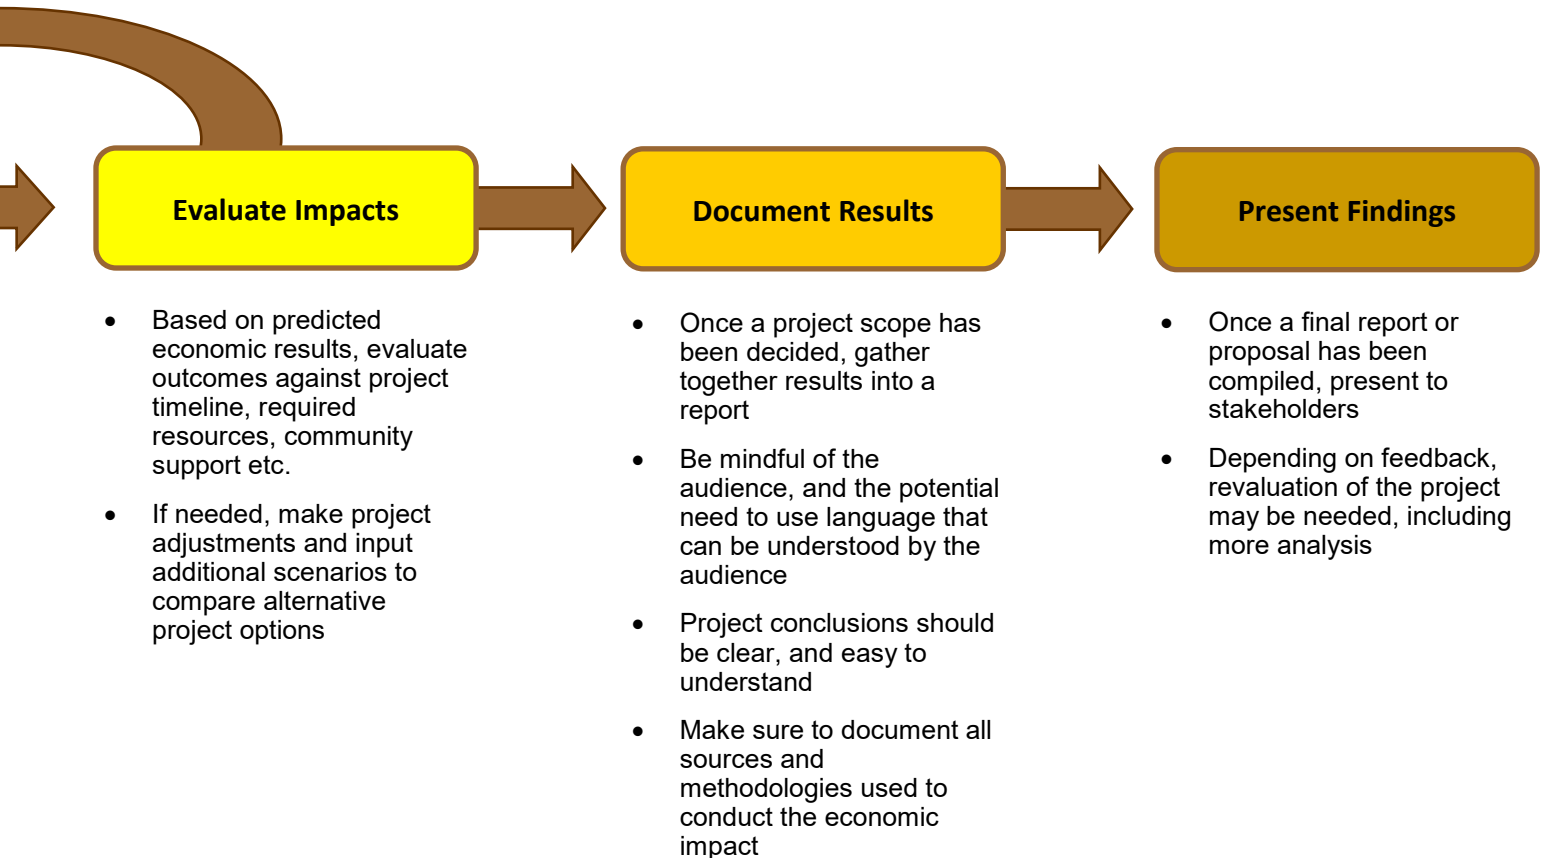 Evaluate Impacts
• Based on predicted
economic results, evaluate
outcomes against project
timeline, required
resources, community
support etc.
• If needed, make project
adjustments and input
additional scenarios to
compare alternative
project options
Document Results
• Once a project scope has
been decided, gather
together results into a
report
• Be mindful of the
audience, and the potential
need to use language that
can be understood by the
audience
• Project conclusions should
be clear, and easy to
understand
• Make sure to document all
sources and
methodologies used to
conduct the economic
impact
Present Findings
• Once a final report or
proposal has been
compiled, present to
stakeholders
• Depending on feedback,
revaluation of the project
may be needed, including
more analysis